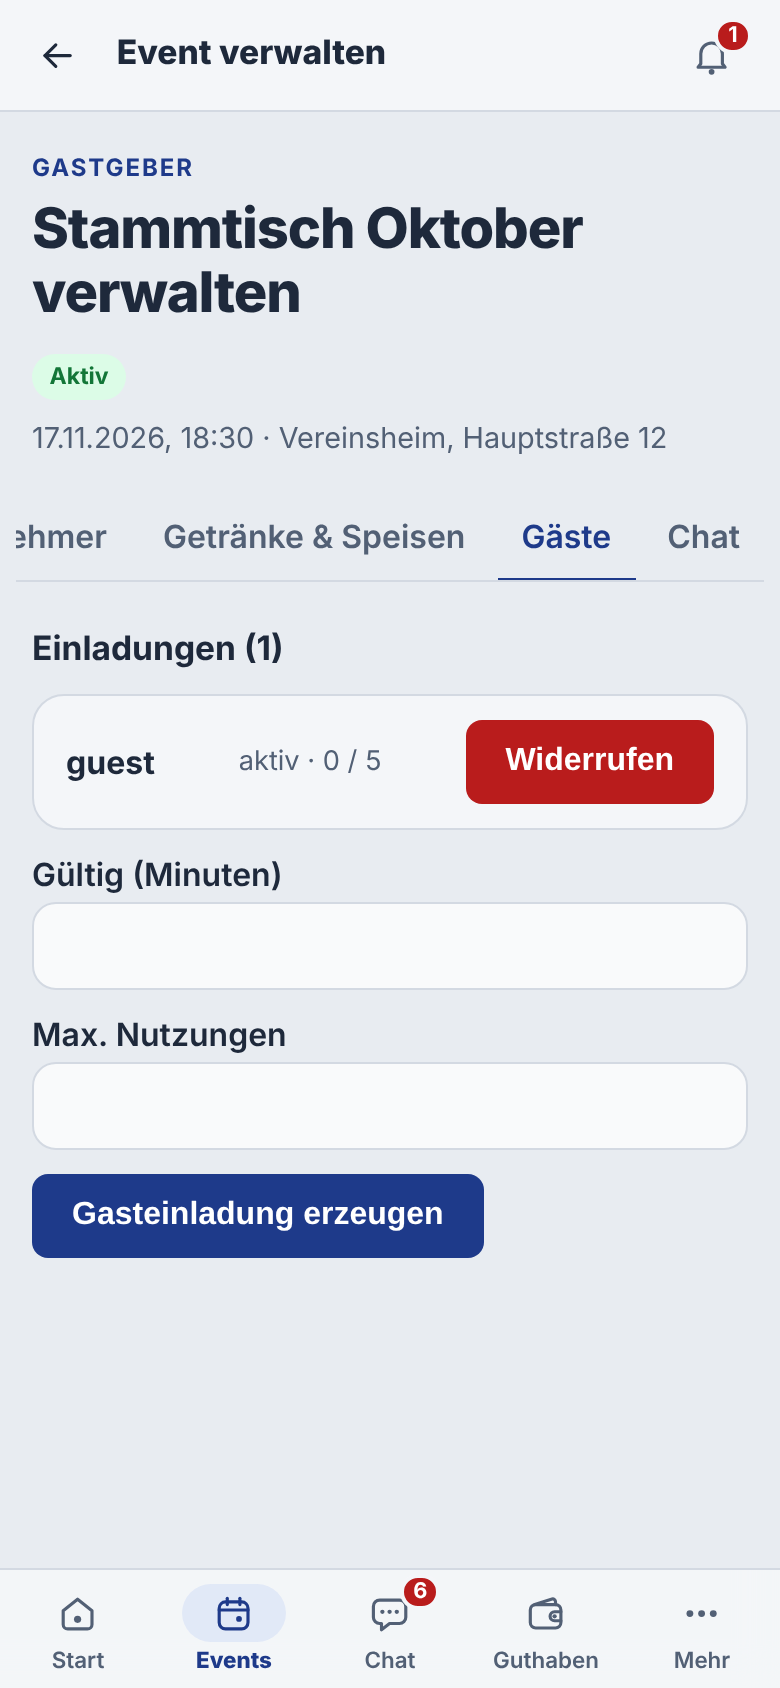 Event verwalten
1
GASTGEBER
Stammtisch Oktober
verwalten
Aktiv
17.11.2026, 18:30 · Vereinsheim, Hauptstraße 12
ehmer Getränke & Speisen Gäste Chat
Einladungen (1)
guest aktiv · 0 / 5 Widerrufen
Gültig (Minuten)
Max. Nutzungen
Gasteinladung erzeugen
6
Start Events Chat Guthaben Mehr